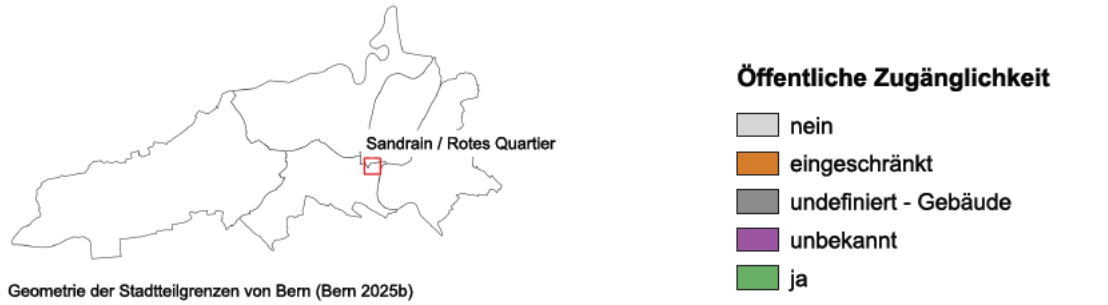 Sandrain / Rotes Quartier
Geometrie der Stadtteilgrenzen von Bern (Bern 2025b)
Öffentliche Zugänglichkeit
nein
eingeschränkt
undefiniert - Gebäude
unbekannt
ja